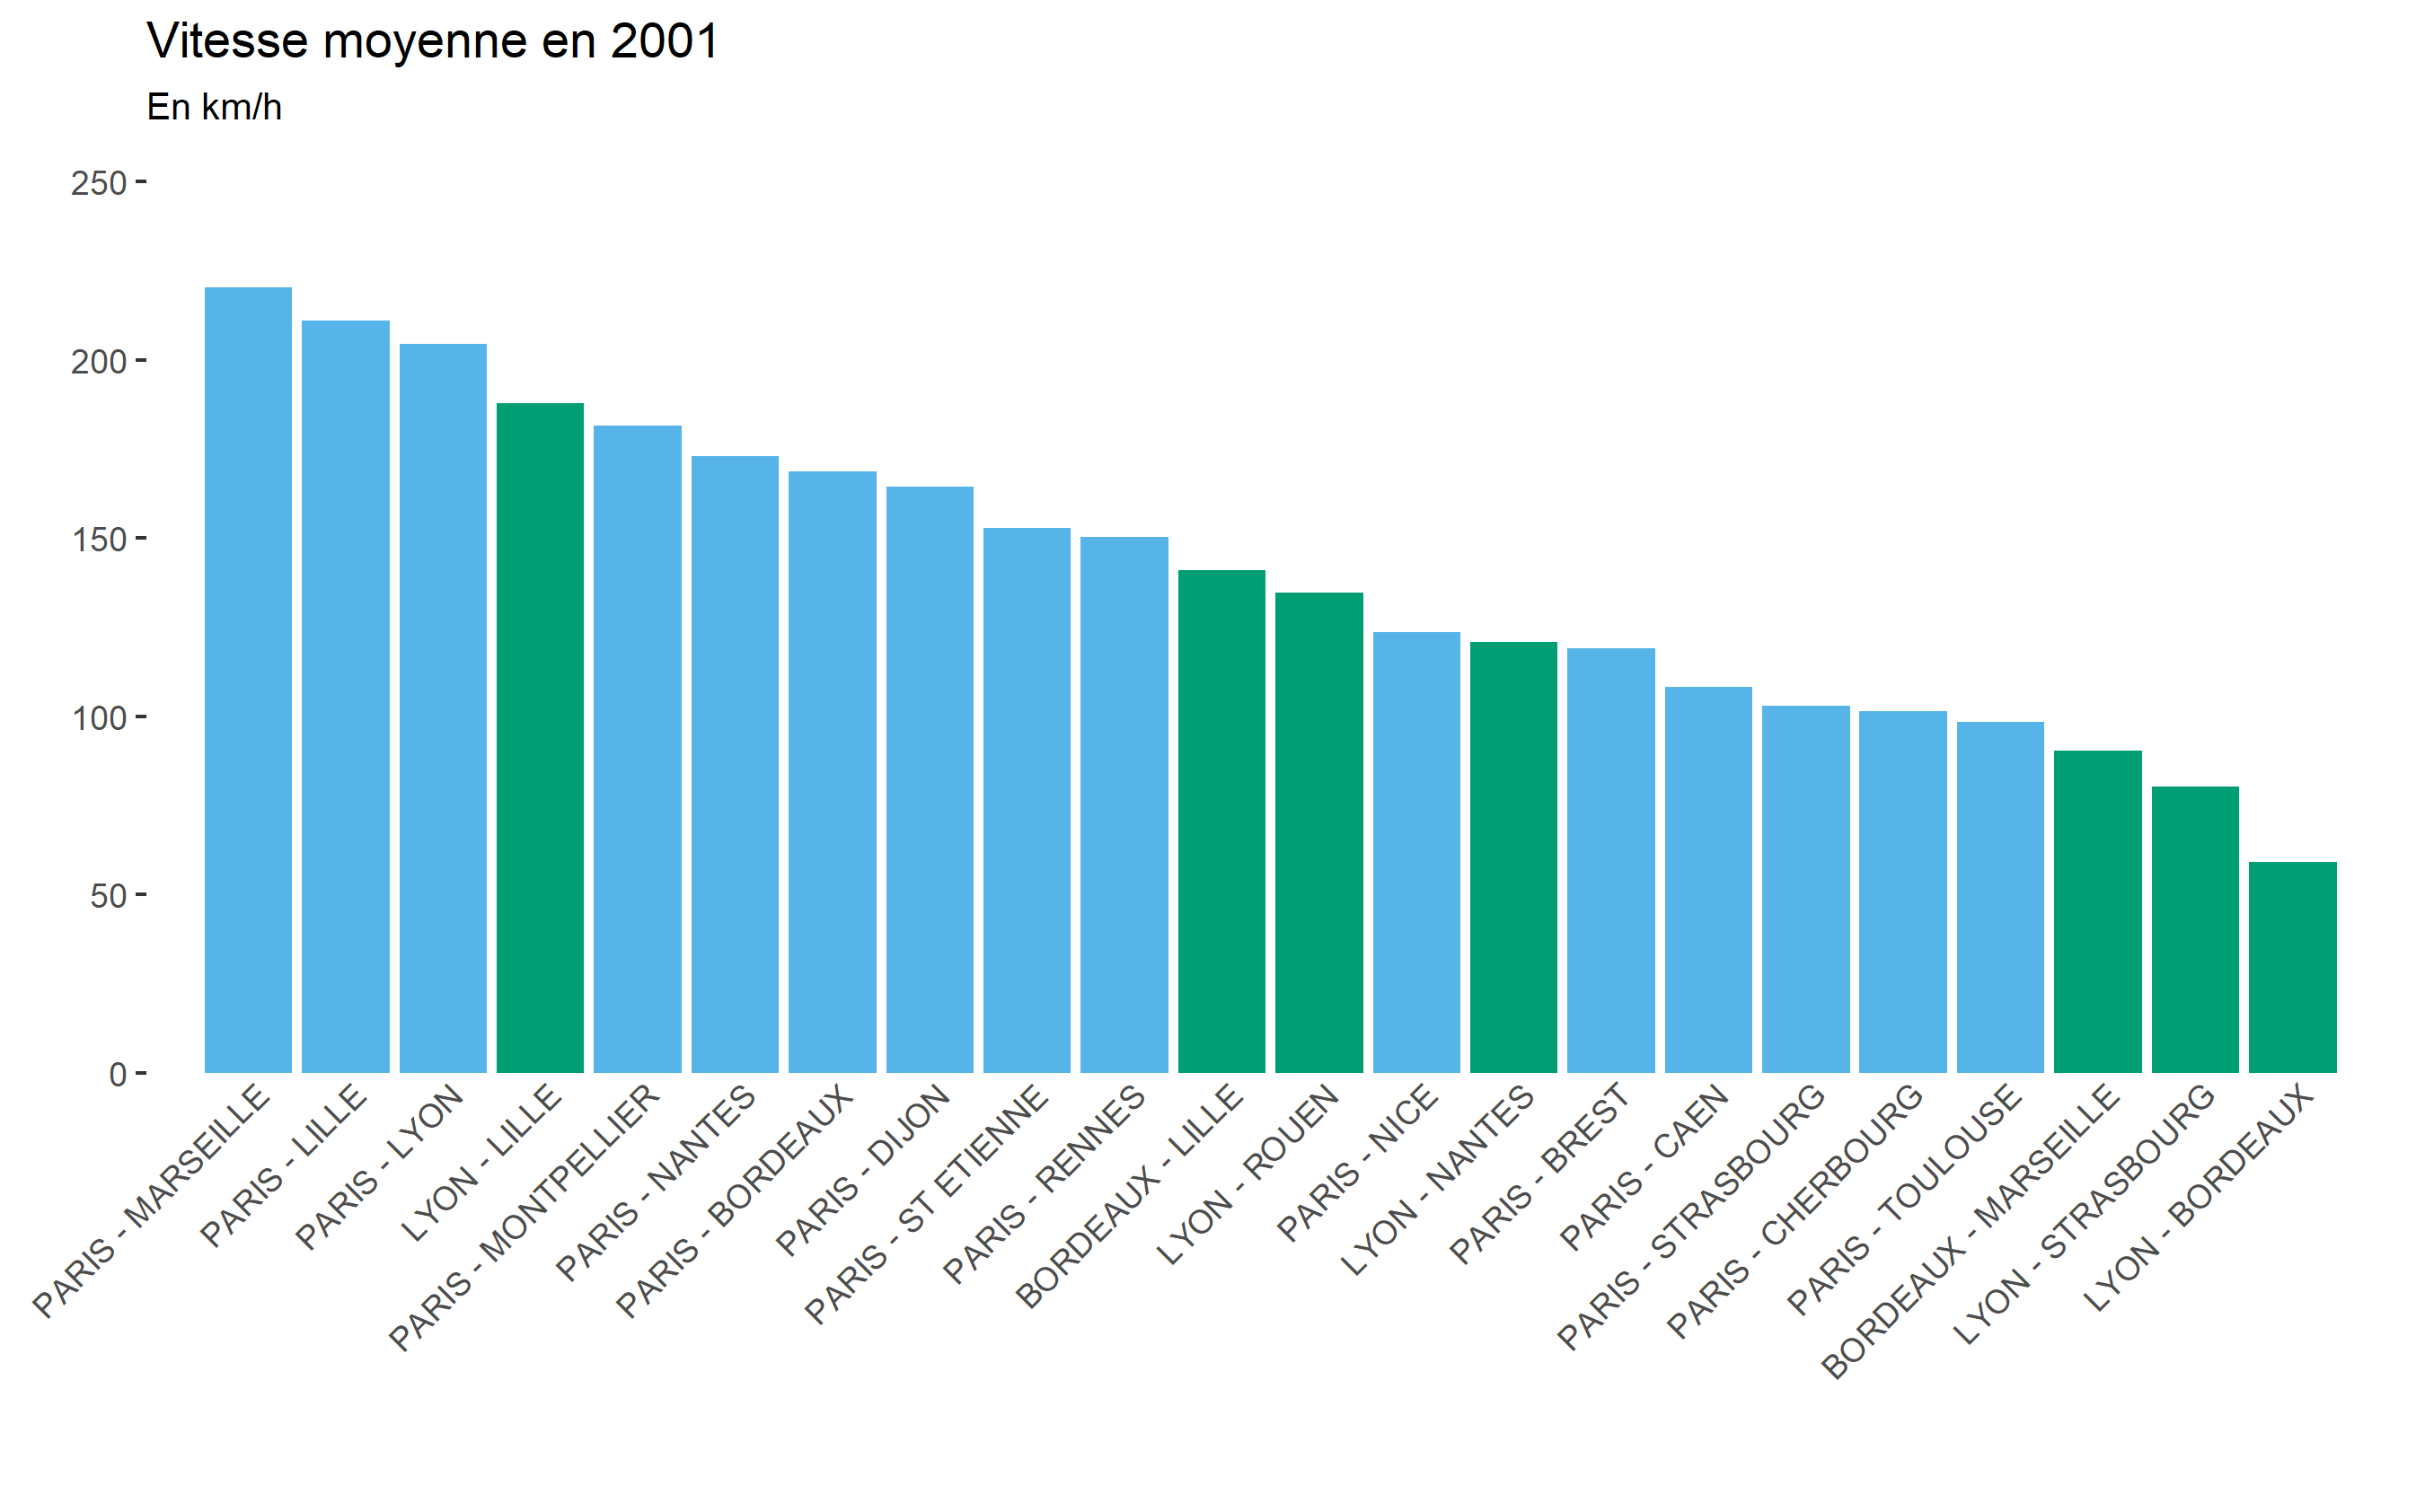 Vitesse moyenne en 2001
En km/h
250
200
150
100
50
0
PARIS - MARSEILLE
PARIS - LILLE
PARIS - LYON
LYON - LILLE
PARIS - MONTPELLIER
PARIS - NANTES
PARIS - BORDEAUX
PARIS - DIJON
PARIS - ST ETIENNE
PARIS - RENNES
BORDEAUX - LILLE
LYON - ROUEN
PARIS - NICE
LYON - NANTES
PARIS - BREST
PARIS - CAEN
PARIS - STRASBOURG
PARIS - CHERBOURG
PARIS - TOULOUSE
BORDEAUX - MARSEILLE
LYON - STRASBOURG
LYON - BORDEAUX